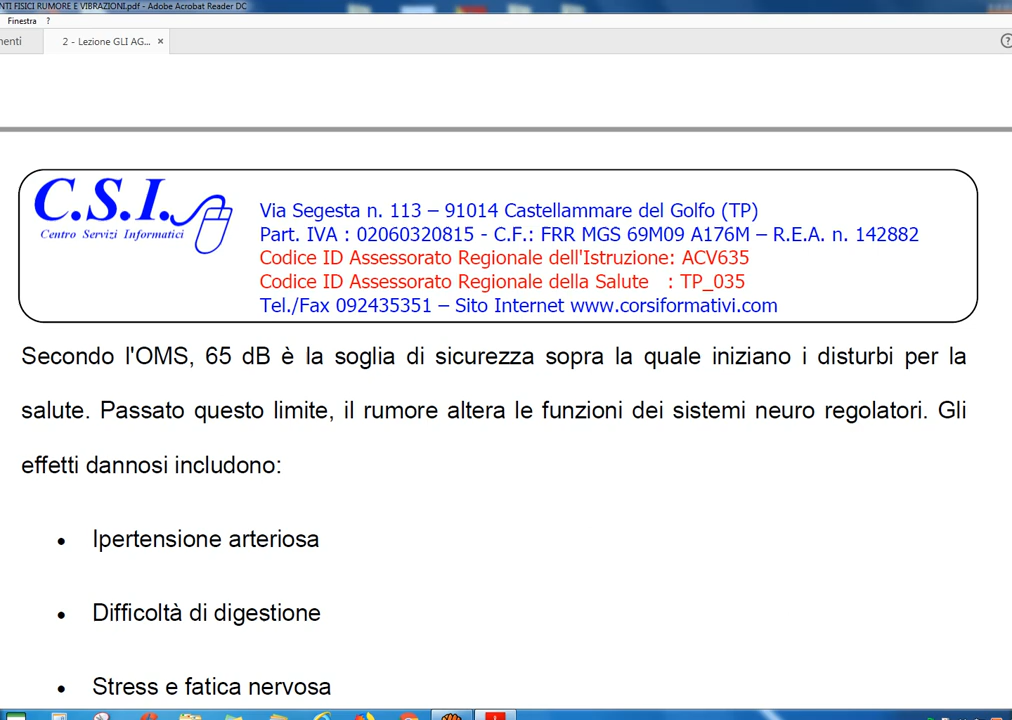 NTI FISICI RUMORE E VIBRAZIONI.pdf - Adobe Acrobat Reader DC
Finestra ?
menti 2 - Lezione GLI AG... ×
C.S.I.
Centro Servizi Informatici
Via Segesta n. 113 – 91014 Castellammare del Golfo (TP)
Part. IVA : 02060320815 - C.F.: FRR MGS 69M09 A176M – R.E.A. n. 142882
Codice ID Assessorato Regionale dell'Istruzione: ACV635
Codice ID Assessorato Regionale della Salute : TP_035
Tel./Fax 092435351 – Sito Internet www.corsiformativi.com
Secondo l'OMS, 65 dB è la soglia di sicurezza sopra la quale iniziano i disturbi per la
salute. Passato questo limite, il rumore altera le funzioni dei sistemi neuro regolatori. Gli
effetti dannosi includono:
• Ipertensione arteriosa
• Difficoltà di digestione
• Stress e fatica nervosa